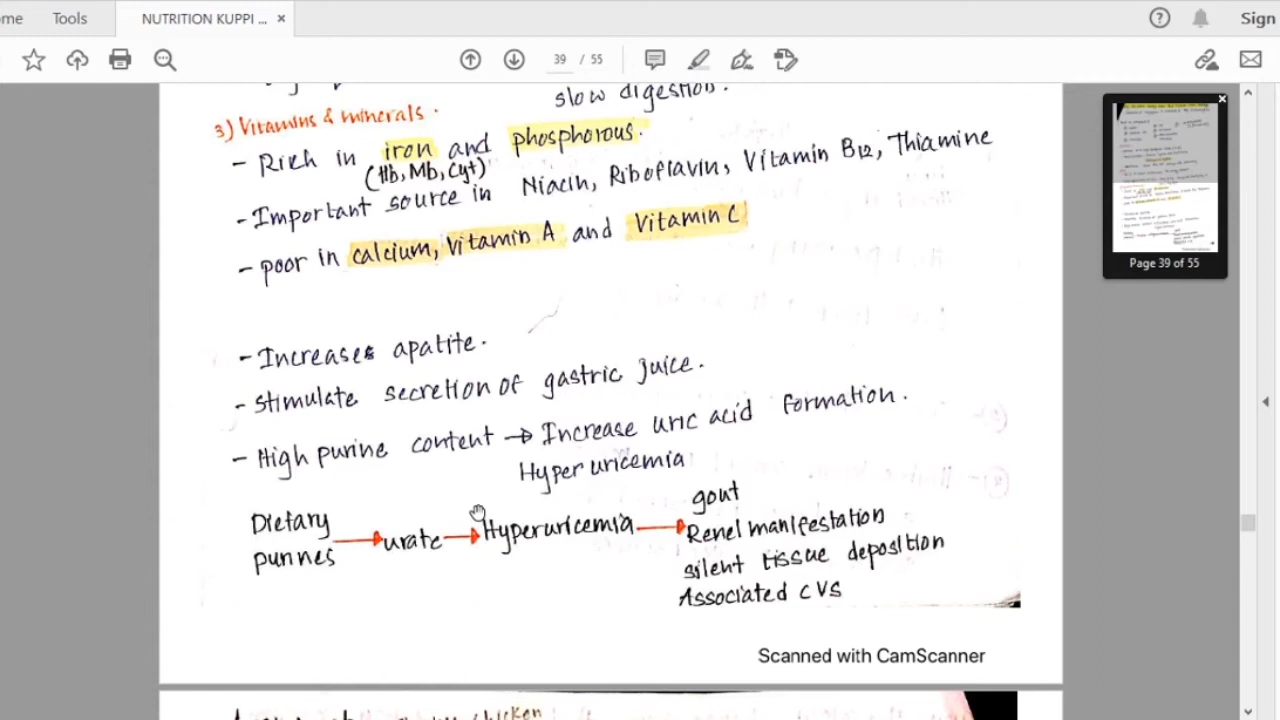 ome Tools NUTRITION KUPPI ... × Sign
39 / 55
slow digestion.
3) Vitamins & minerals.
- Rich in iron and phosphorous.
(Hb, Mb, Cyt)
- Important source in Niacin, Riboflavin, Vitamin B12, Thiamine
- poor in calcium, Vitamin A and Vitamin C
- Increases apatite.
- Stimulate secretion of gastric juice.
- High purine content → Increase uric acid formation.
Hyperuricemia
Dietary purines → urate → Hyperuricemia → gout
Renel manifestation
silent tissue deposition
Associated CVS
Scanned with CamScanner
chicken
Page 39 of 55